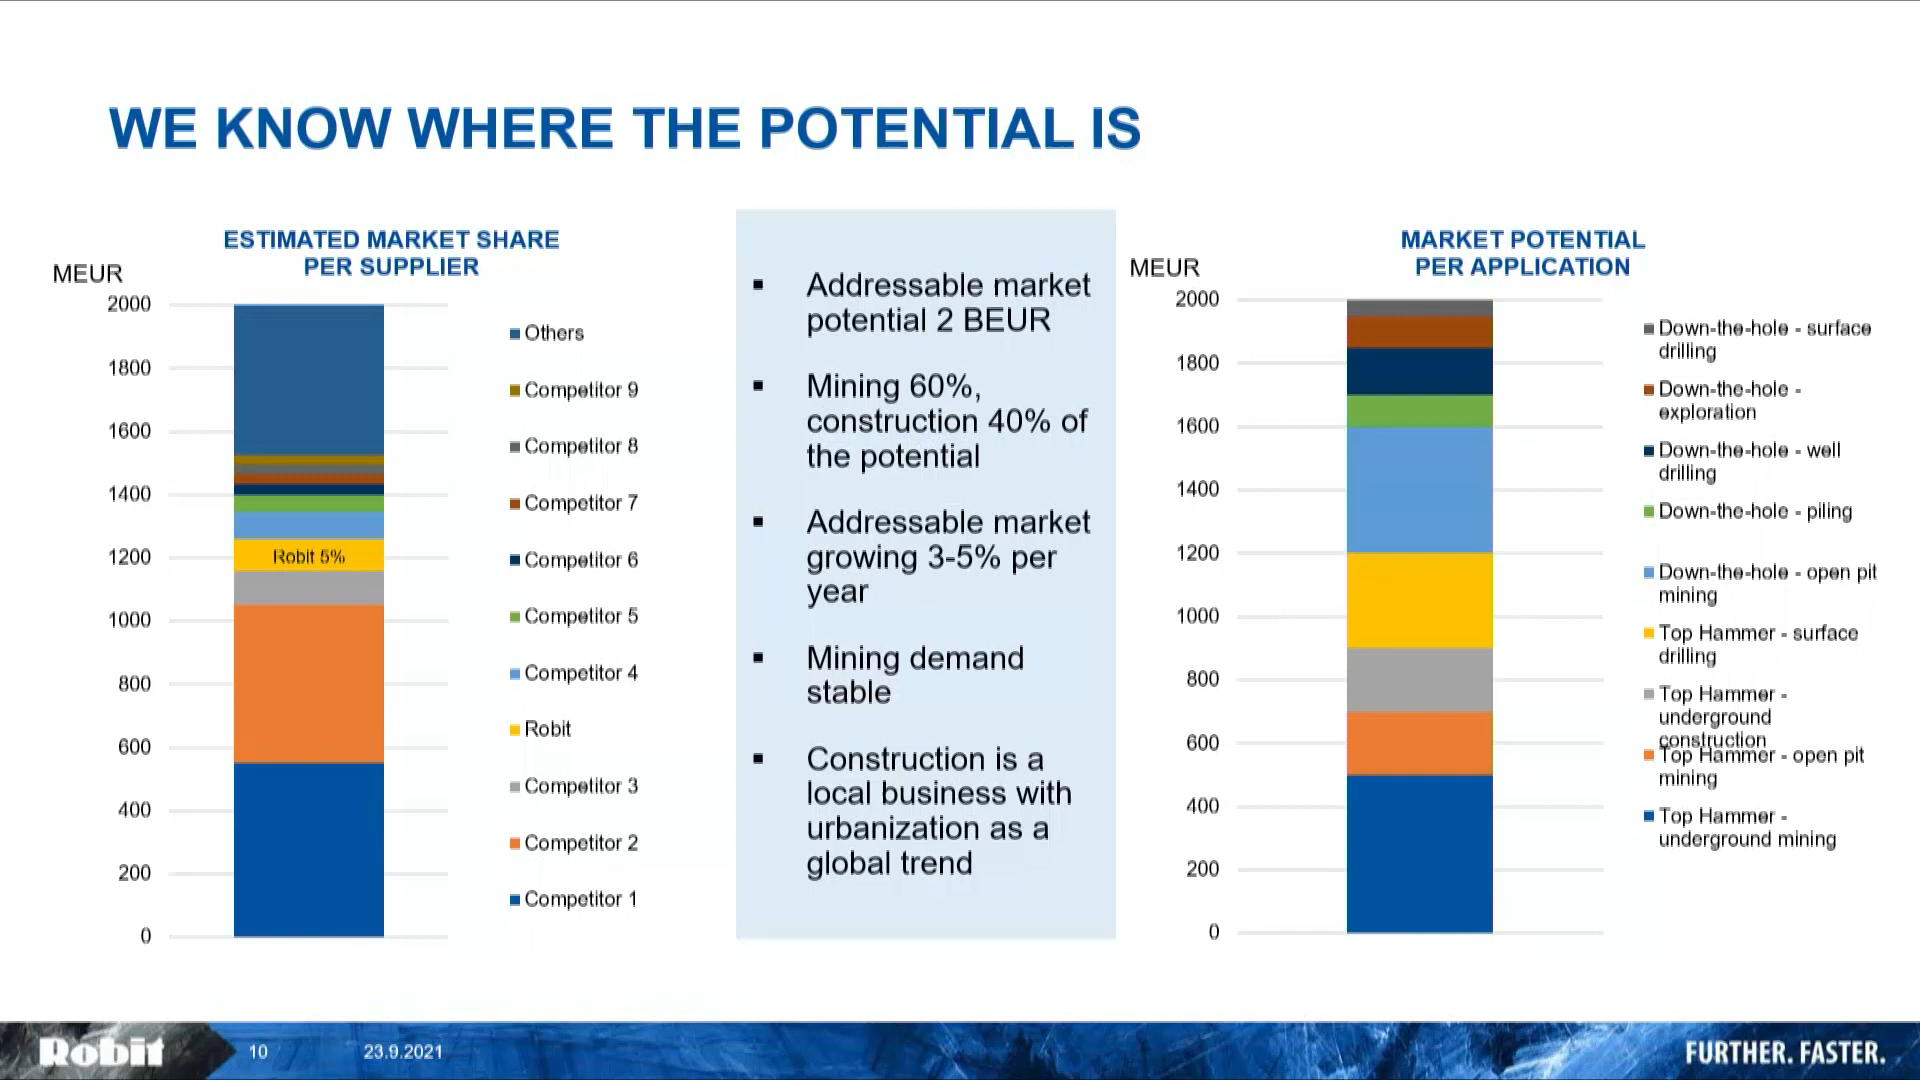 WE KNOW WHERE THE POTENTIAL IS
ESTIMATED MARKET SHARE
PER SUPPLIER
MEUR
2000
1800
1600
1400
1200
1000
800
600
400
200
0
Robit 5%
Others
Competitor 9
Competitor 8
Competitor 7
Competitor 6
Competitor 5
Competitor 4
Robit
Competitor 3
Competitor 2
Competitor 1
▪ Addressable market
potential 2 BEUR
▪ Mining 60%,
construction 40% of
the potential
▪ Addressable market
growing 3-5% per
year
▪ Mining demand
stable
▪ Construction is a
local business with
urbanization as a
global trend
MARKET POTENTIAL
PER APPLICATION
MEUR
2000
1800
1600
1400
1200
1000
800
600
400
200
0
Down-the-hole - surface
drilling
Down-the-hole -
exploration
Down-the-hole - well
drilling
Down-the-hole - piling
Down-the-hole - open pit
mining
Top Hammer - surface
drilling
Top Hammer -
underground
construction
Top Hammer - open pit
mining
Top Hammer -
underground mining
Robit
10
23.9.2021
FURTHER. FASTER.